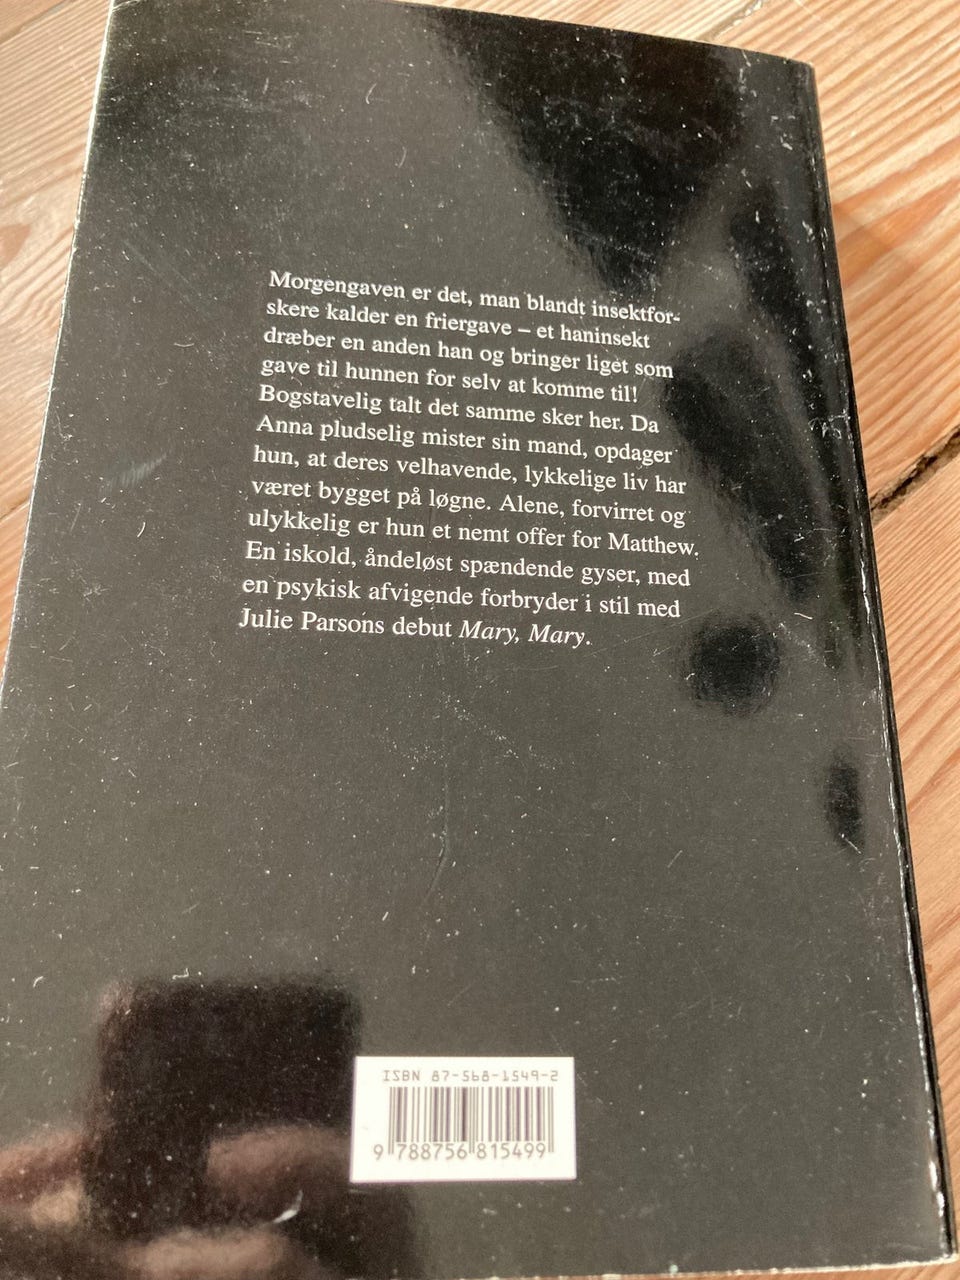 Morgengaven er det, man blandt insektfor-
skere kalder en friergave – et haninsekt
dræber en anden han og bringer liget som
gave til hunnen for selv at komme til!
Bogstavelig talt det samme sker her. Da
Anna pludselig mister sin mand, opdager
hun, at deres velhavende, lykkelige liv har
været bygget på løgne. Alene, forvirret og
ulykkelig er hun et nemt offer for Matthew.
En iskold, åndeløst spændende gyser, med
en psykisk afvigende forbryder i stil med
Julie Parsons debut Mary, Mary.
ISBN 87-568-1549-2
9 788756 815499